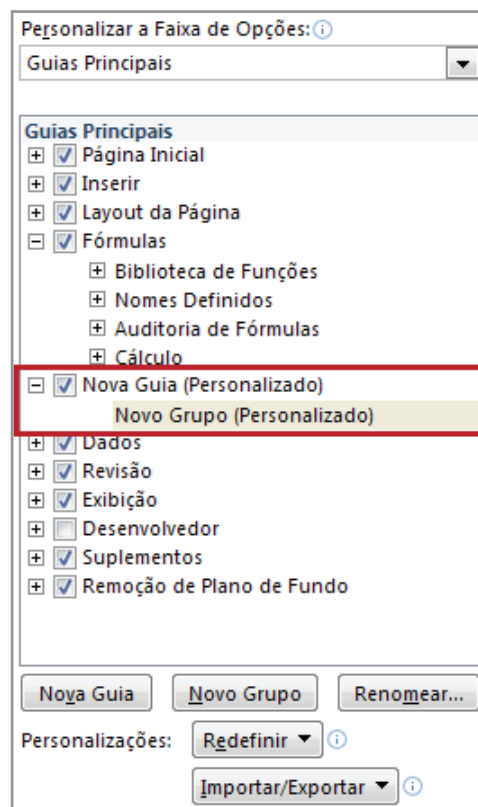 Personalizar a Faixa de Opções:
Guias Principais
Guias Principais
Página Inicial
Inserir
Layout da Página
Fórmulas
Biblioteca de Funções
Nomes Definidos
Auditoria de Fórmulas
Cálculo
Nova Guia (Personalizado)
Novo Grupo (Personalizado)
Dados
Revisão
Exibição
Desenvolvedor
Suplementos
Remoção de Plano de Fundo
Nova Guia Novo Grupo Renomear...
Personalizações: Redefinir
Importar/Exportar